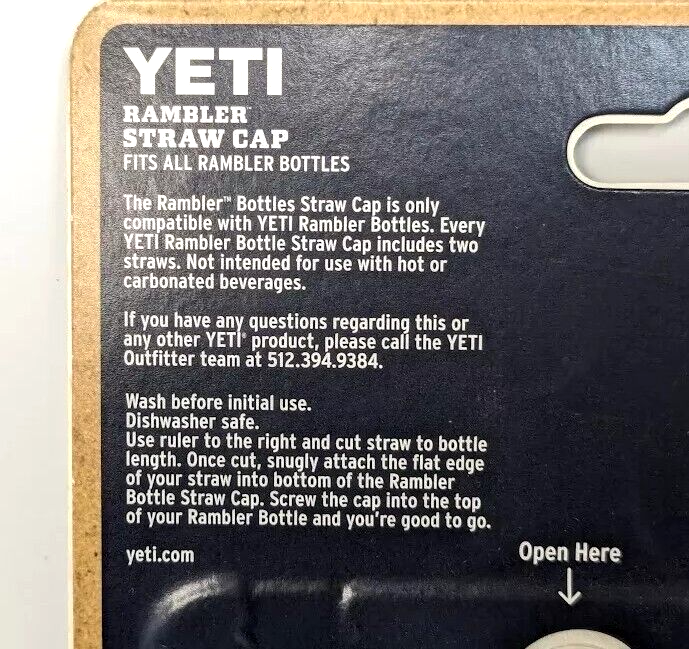 YETI
RAMBLER™
STRAW CAP
FITS ALL RAMBLER BOTTLES
The Rambler™ Bottles Straw Cap is only
compatible with YETI Rambler Bottles. Every
YETI Rambler Bottle Straw Cap includes two
straws. Not intended for use with hot or
carbonated beverages.
If you have any questions regarding this or
any other YETI® product, please call the YETI
Outfitter team at 512.394.9384.
Wash before initial use.
Dishwasher safe.
Use ruler to the right and cut straw to bottle
length. Once cut, snugly attach the flat edge
of your straw into bottom of the Rambler
Bottle Straw Cap. Screw the cap into the top
of your Rambler Bottle and you're good to go.
yeti.com
Open Here